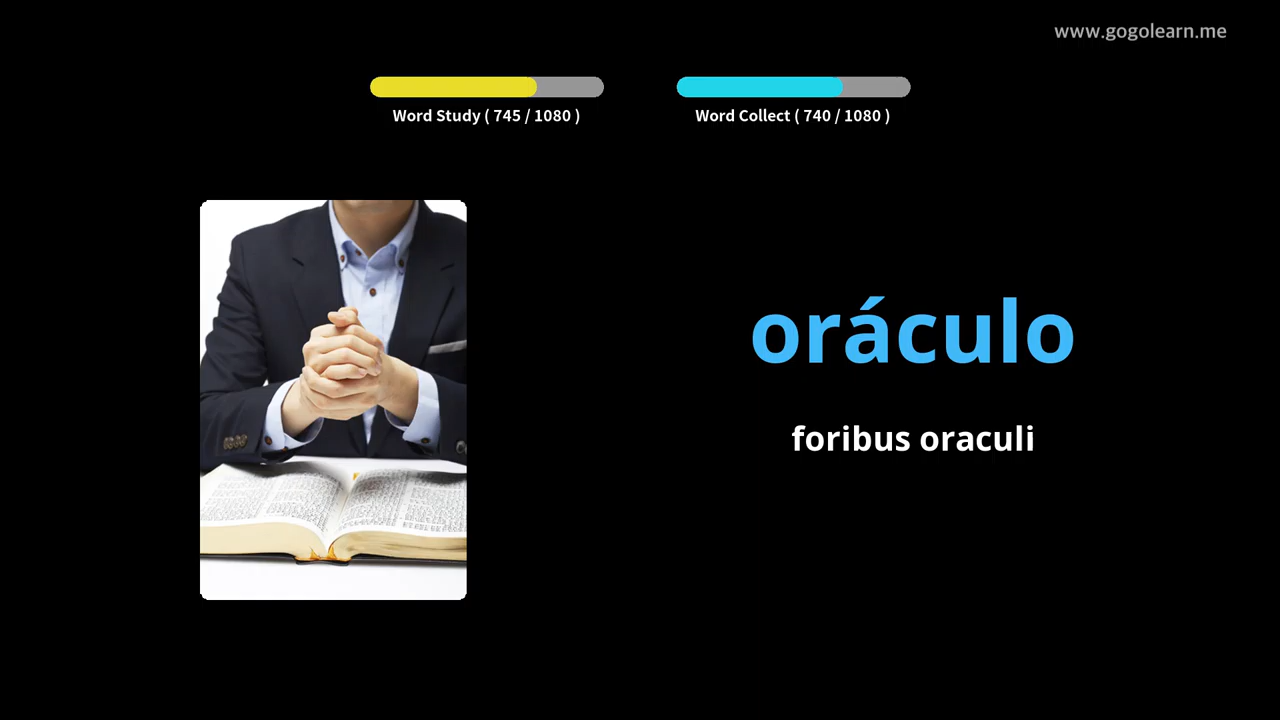 www.gogolearn.me
Word Study ( 745 / 1080 )
Word Collect ( 740 / 1080 )
oráculo
foribus oraculi